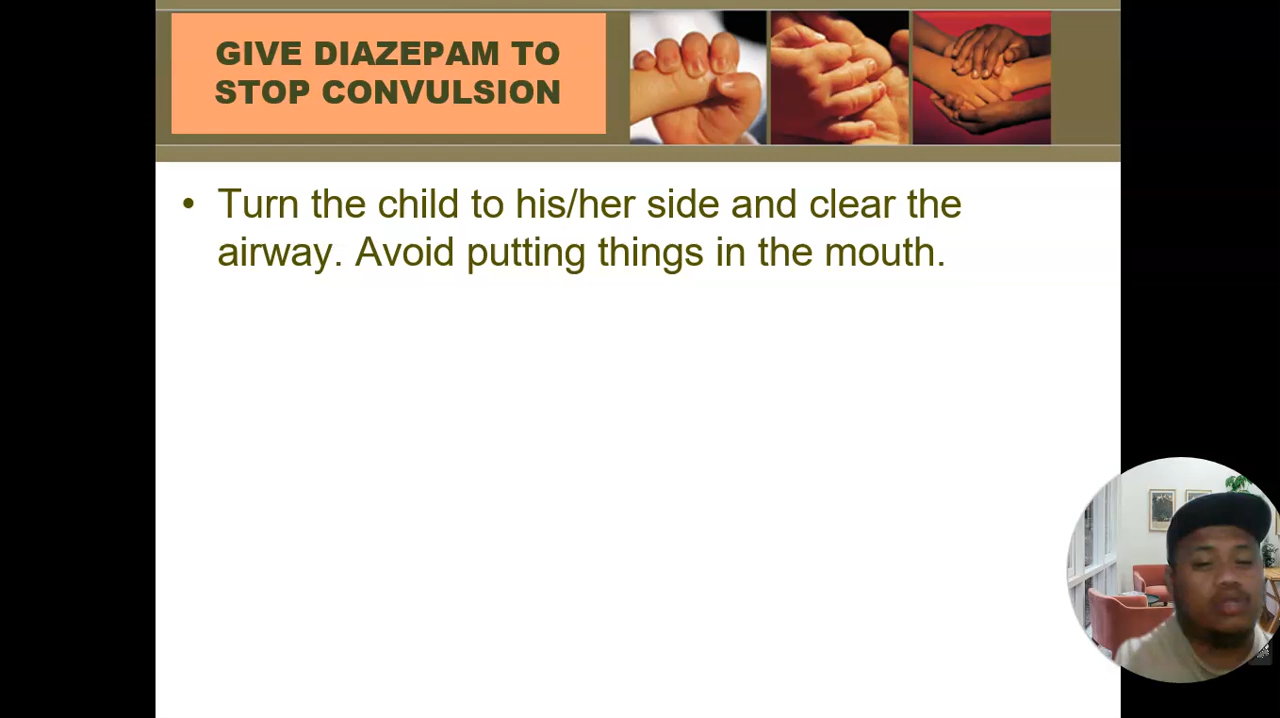 GIVE DIAZEPAM TO
STOP CONVULSION
• Turn the child to his/her side and clear the
airway. Avoid putting things in the mouth.